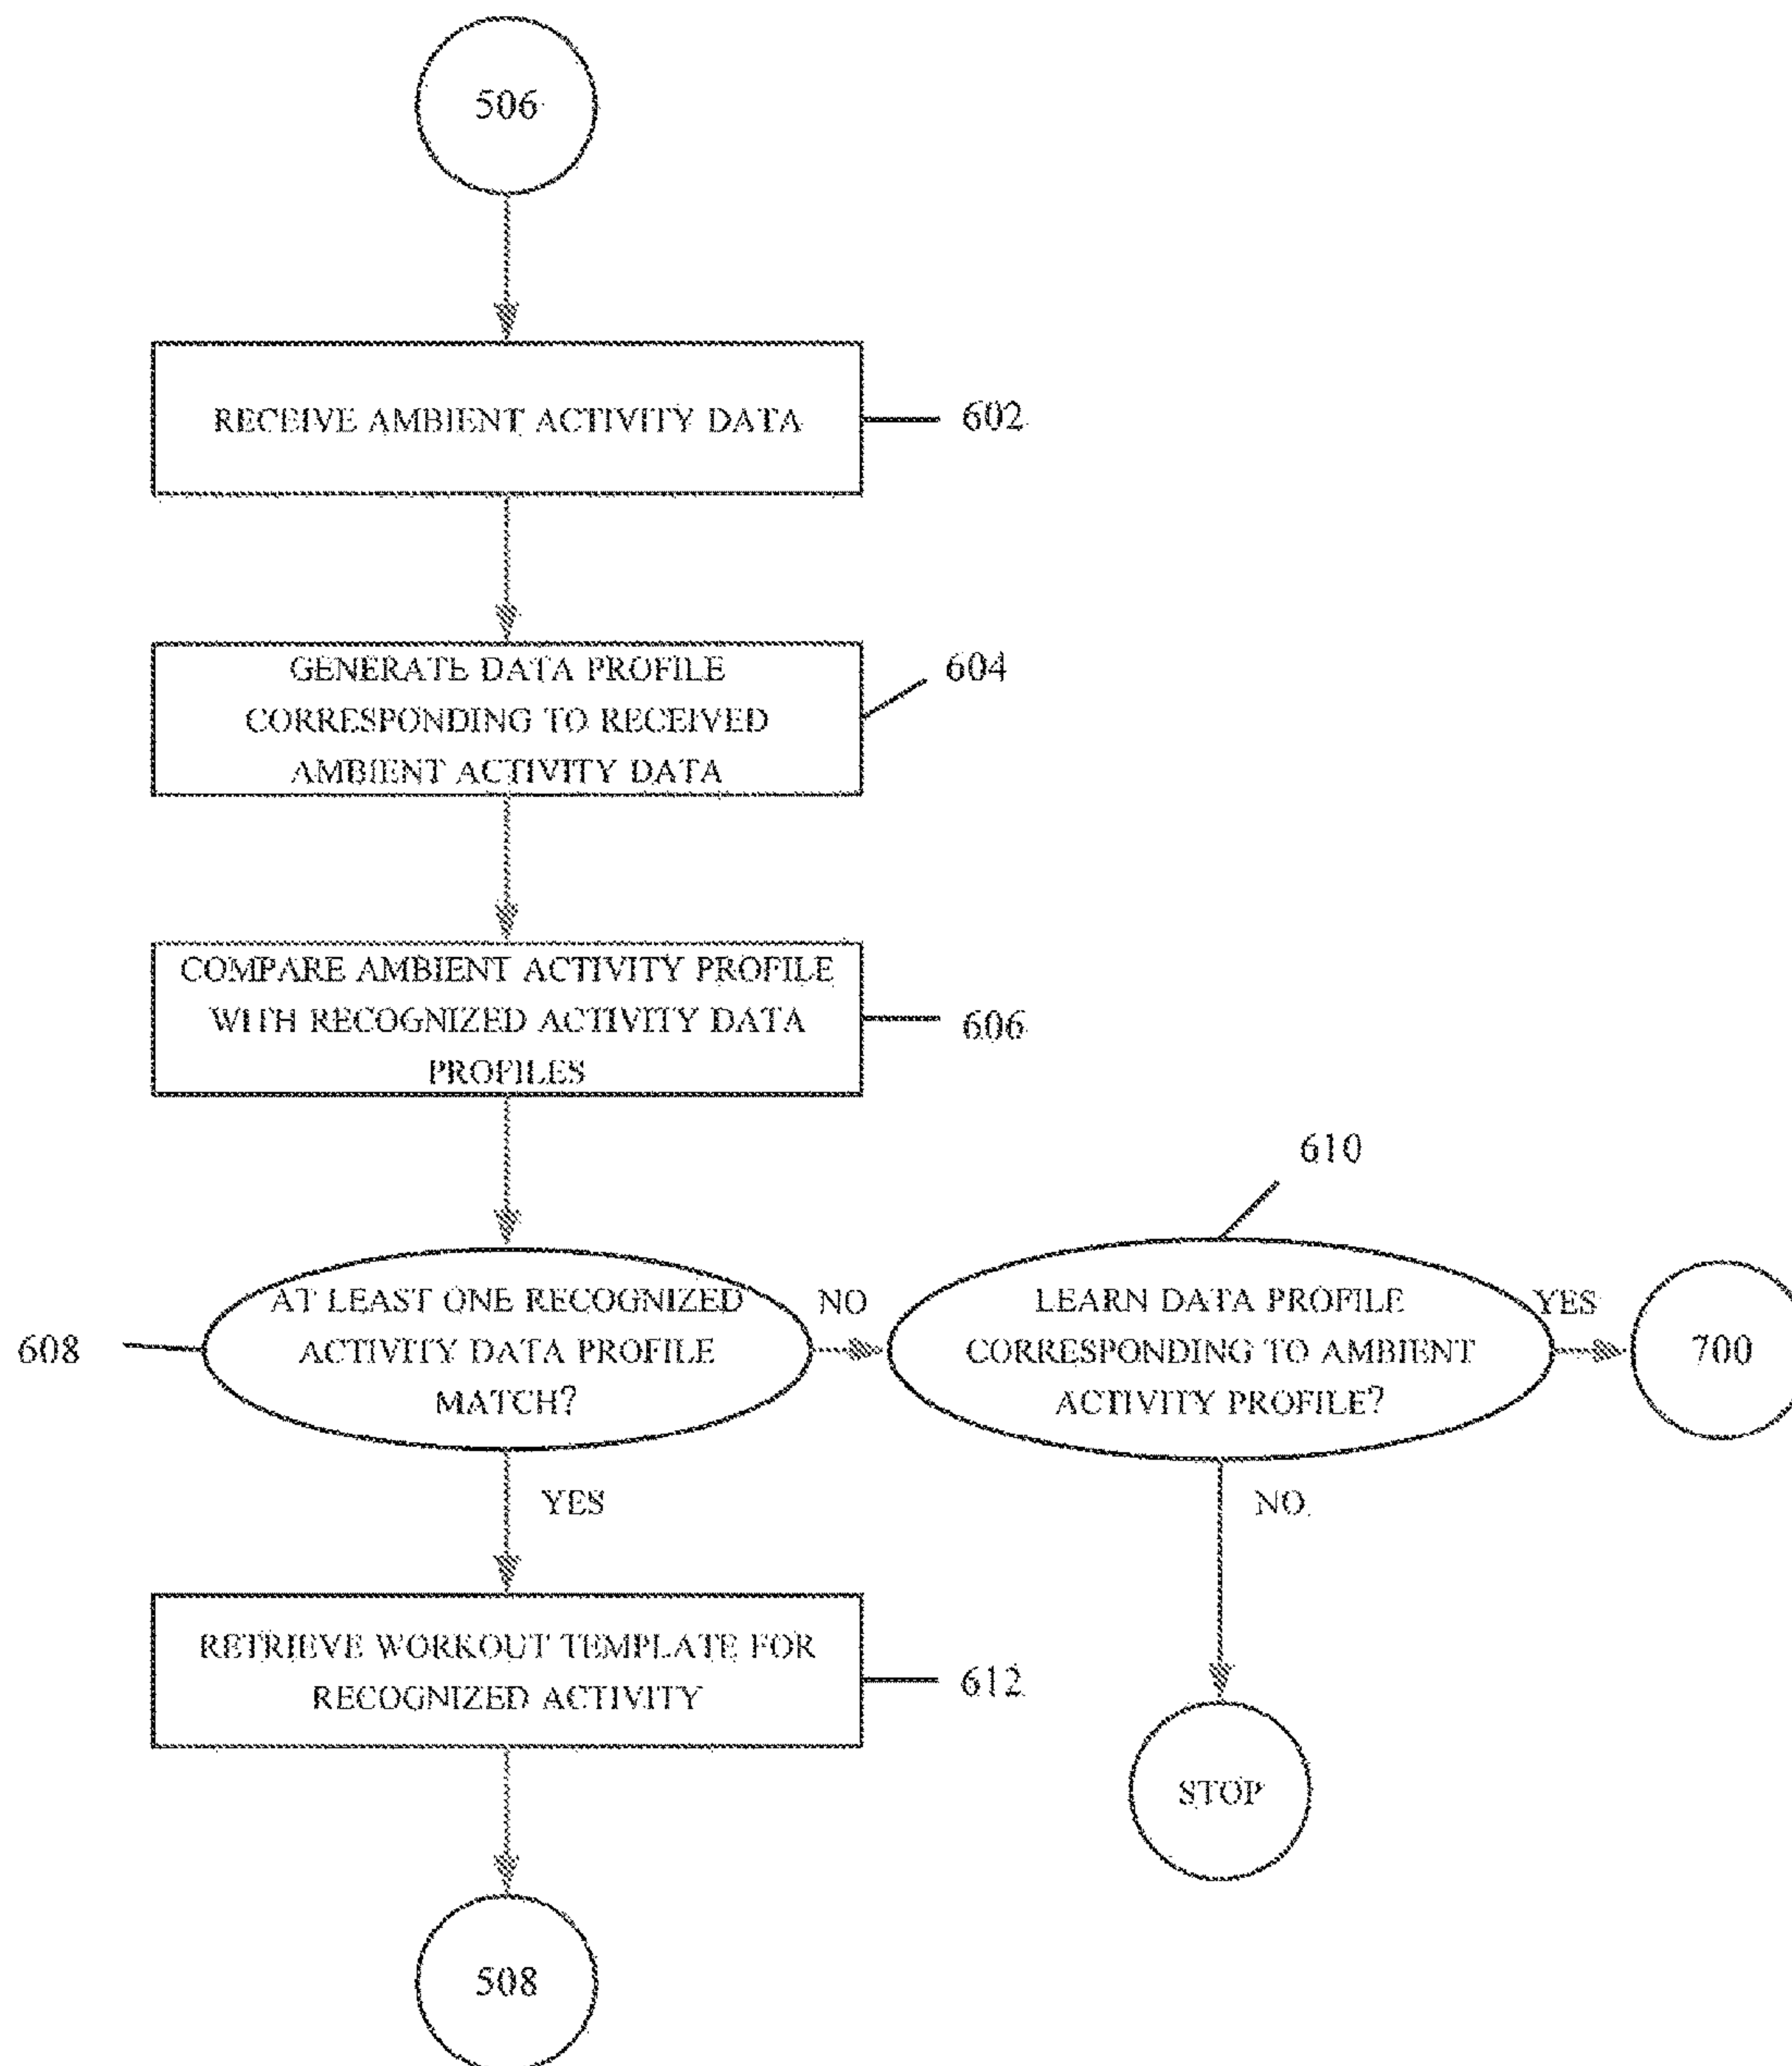 506
RECEIVE AMBIENT ACTIVITY DATA
602
GENERATE DATA PROFILE
CORRESPONDING TO RECEIVED
AMBIENT ACTIVITY DATA
604
COMPARE AMBIENT ACTIVITY PROFILE
WITH RECOGNIZED ACTIVITY DATA
PROFILES
606
608
AT LEAST ONE RECOGNIZED
ACTIVITY DATA PROFILE
MATCH?
NO
610
LEARN DATA PROFILE
CORRESPONDING TO AMBIENT
ACTIVITY PROFILE?
YES
700
YES
NO
RETRIEVE WORKOUT TEMPLATE FOR
RECOGNIZED ACTIVITY
612
STOP
508